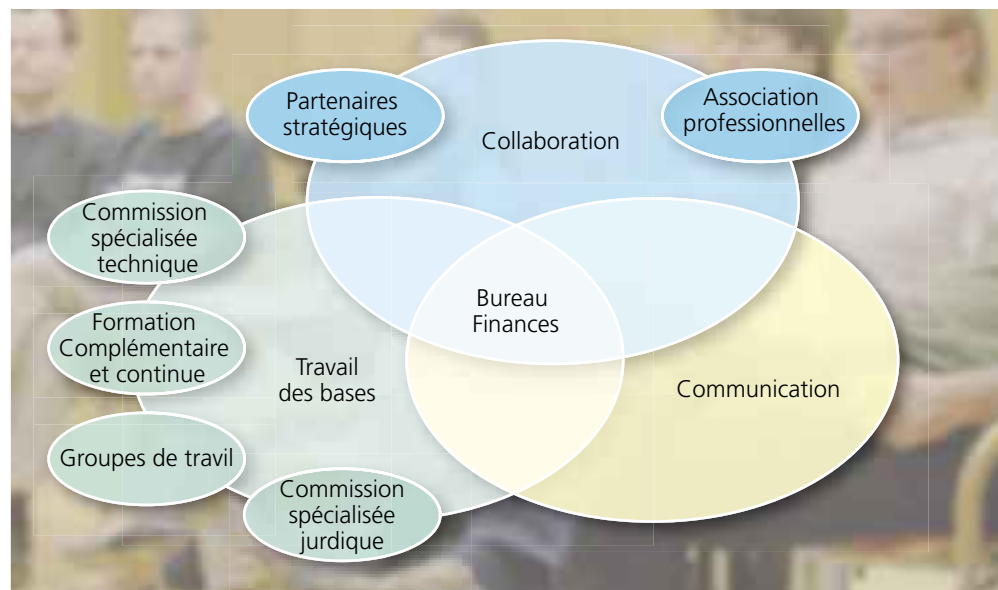 Partenaires
stratégiques
Association
professionnelles
Collaboration
Commission
spécialisée
technique
Bureau
Finances
Formation
Complémentaire
et continue
Travail
des bases
Communication
Groupes de travil
Commission
spécialisée
jurdique